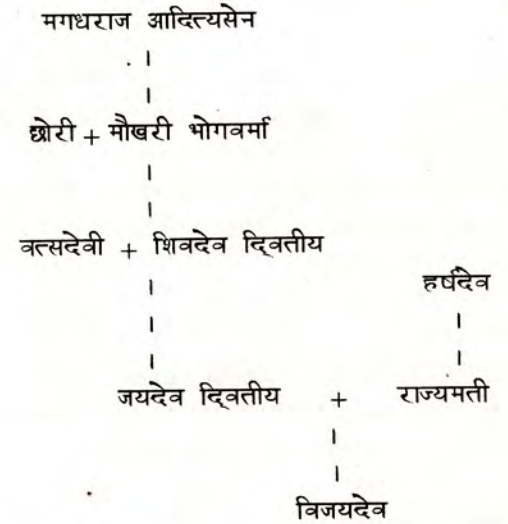 मगधराज आदित्यसेन
छोरी + मौखरी भोगवर्मा
वत्सदेवी + शिवदेव द्वितीय
हर्षदेव
जयदेव द्वितीय + राज्यमती
विजयदेव